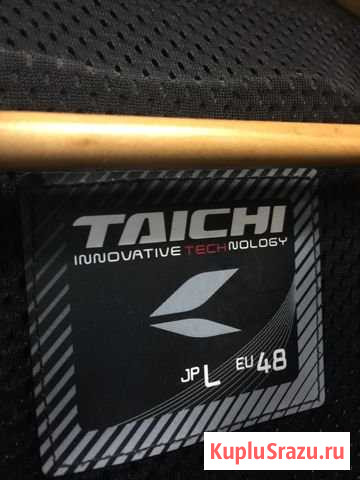 TAICHI
INNOVATIVE TECHNOLOGY
JP L EU 48
KupluSrazu.ru